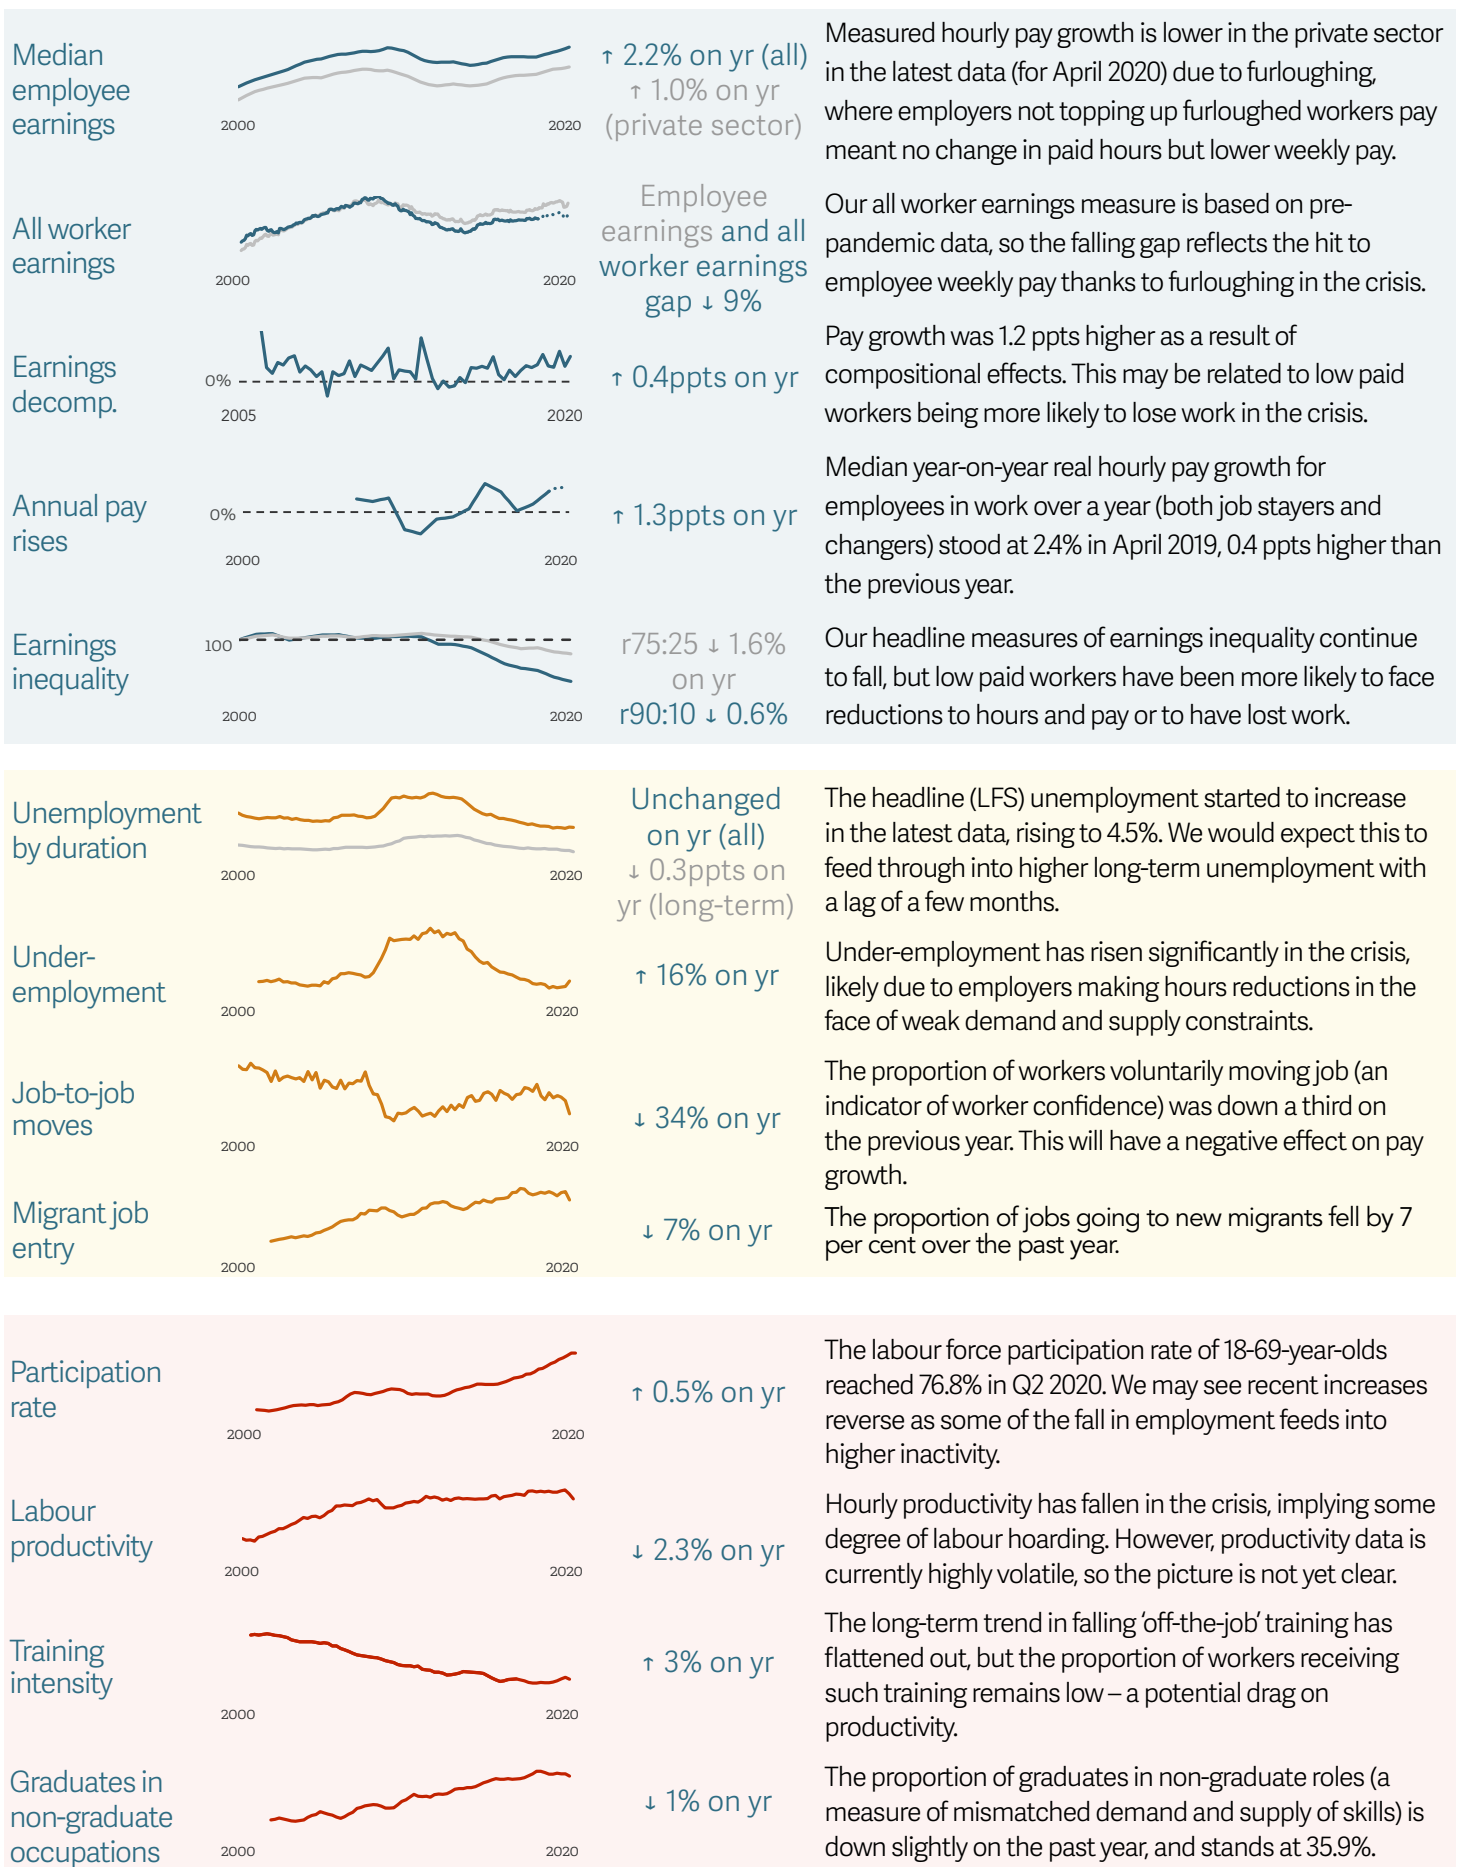 Median
employee
earnings
2000
2020
↑ 2.2% on yr (all)
↑ 1.0% on yr
(private sector)
Measured hourly pay growth is lower in the private sector
in the latest data (for April 2020) due to furloughing,
where employers not topping up furloughed workers pay
meant no change in paid hours but lower weekly pay.
All worker
earnings
2000
2020
Employee
earnings and all
worker earnings
gap ↓ 9%
Our all worker earnings measure is based on pre-
pandemic data, so the falling gap reflects the hit to
employee weekly pay thanks to furloughing in the crisis.
Earnings
decomp.
0%
2005
2020
↑ 0.4ppts on yr
Pay growth was 1.2 ppts higher as a result of
compositional effects. This may be related to low paid
workers being more likely to lose work in the crisis.
Annual pay
rises
0%
2000
2020
↑ 1.3ppts on yr
Median year-on-year real hourly pay growth for
employees in work over a year (both job stayers and
changers) stood at 2.4% in April 2019, 0.4 ppts higher than
the previous year.
Earnings
inequality
100
2000
2020
r75:25 ↓ 1.6%
on yr
r90:10 ↓ 0.6%
Our headline measures of earnings inequality continue
to fall, but low paid workers have been more likely to face
reductions to hours and pay or to have lost work.
Unemployment
by duration
2000
2020
Unchanged
on yr (all)
↓ 0.3ppts on
yr (long-term)
The headline (LFS) unemployment started to increase
in the latest data, rising to 4.5%. We would expect this to
feed through into higher long-term unemployment with
a lag of a few months.
Under-
employment
2000
2020
↑ 16% on yr
Under-employment has risen significantly in the crisis,
likely due to employers making hours reductions in the
face of weak demand and supply constraints.
Job-to-job
moves
2000
2020
↓ 34% on yr
The proportion of workers voluntarily moving job (an
indicator of worker confidence) was down a third on
the previous year. This will have a negative effect on pay
growth.
Migrant job
entry
2000
2020
↓ 7% on yr
The proportion of jobs going to new migrants fell by 7
per cent over the past year.
Participation
rate
2000
2020
↑ 0.5% on yr
The labour force participation rate of 18-69-year-olds
reached 76.8% in Q2 2020. We may see recent increases
reverse as some of the fall in employment feeds into
higher inactivity.
Labour
productivity
2000
2020
↓ 2.3% on yr
Hourly productivity has fallen in the crisis, implying some
degree of labour hoarding. However, productivity data is
currently highly volatile, so the picture is not yet clear.
Training
intensity
2000
2020
↑ 3% on yr
The long-term trend in falling ‘off-the-job’ training has
flattened out, but the proportion of workers receiving
such training remains low – a potential drag on
productivity.
Graduates in
non-graduate
occupations
2000
2020
↓ 1% on yr
The proportion of graduates in non-graduate roles (a
measure of mismatched demand and supply of skills) is
down slightly on the past year, and stands at 35.9%.